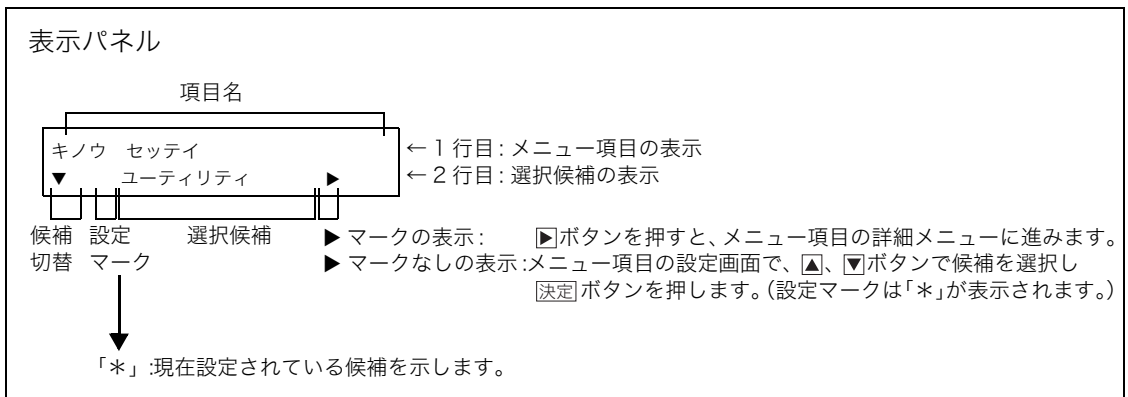 表示パネル
項目名
キノウ セッテイ
←1行目:メニュー項目の表示
▼ ユーティリティ ▶
←2行目:選択候補の表示
候補切替
設定マーク
選択候補
▶マークの表示: ▶ボタンを押すと、メニュー項目の詳細メニューに進みます。
▶マークなしの表示:メニュー項目の設定画面で、▲、▼ボタンで候補を選択し
決定ボタンを押します。(設定マークは「＊」が表示されます。)
「＊」:現在設定されている候補を示します。